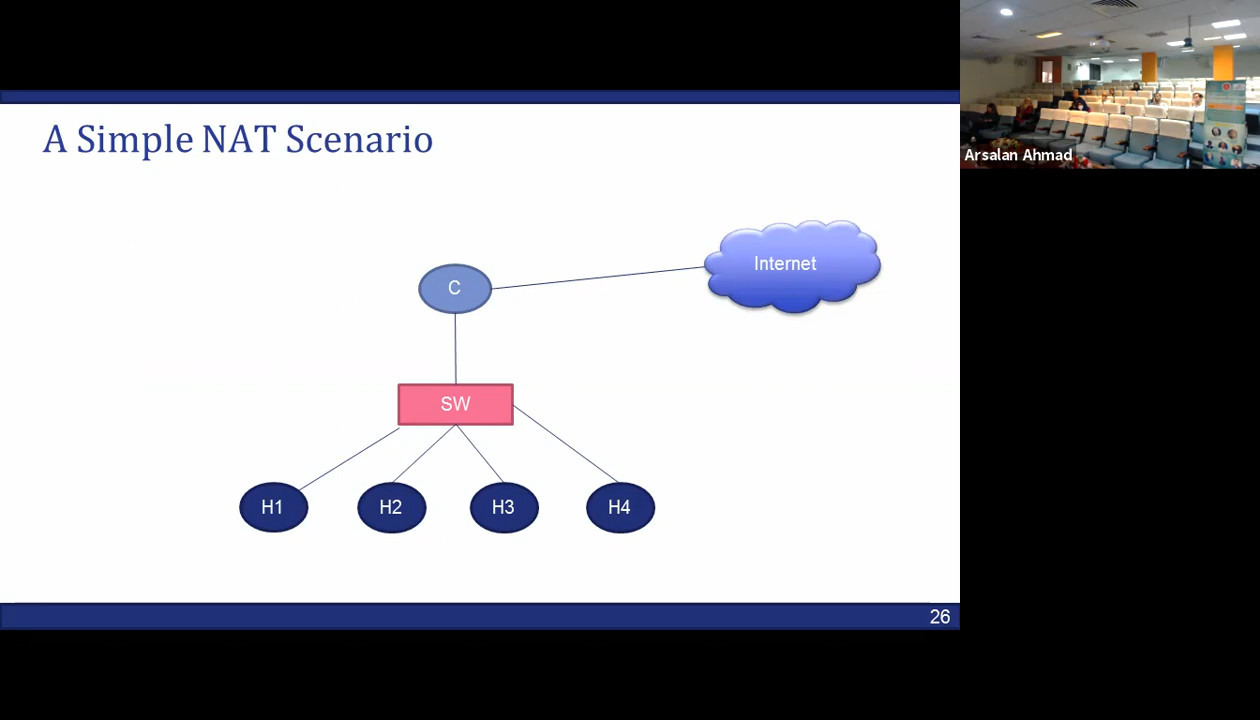 A Simple NAT Scenario
Internet
C
SW
H1
H2
H3
H4
26
Arsalan Ahmad